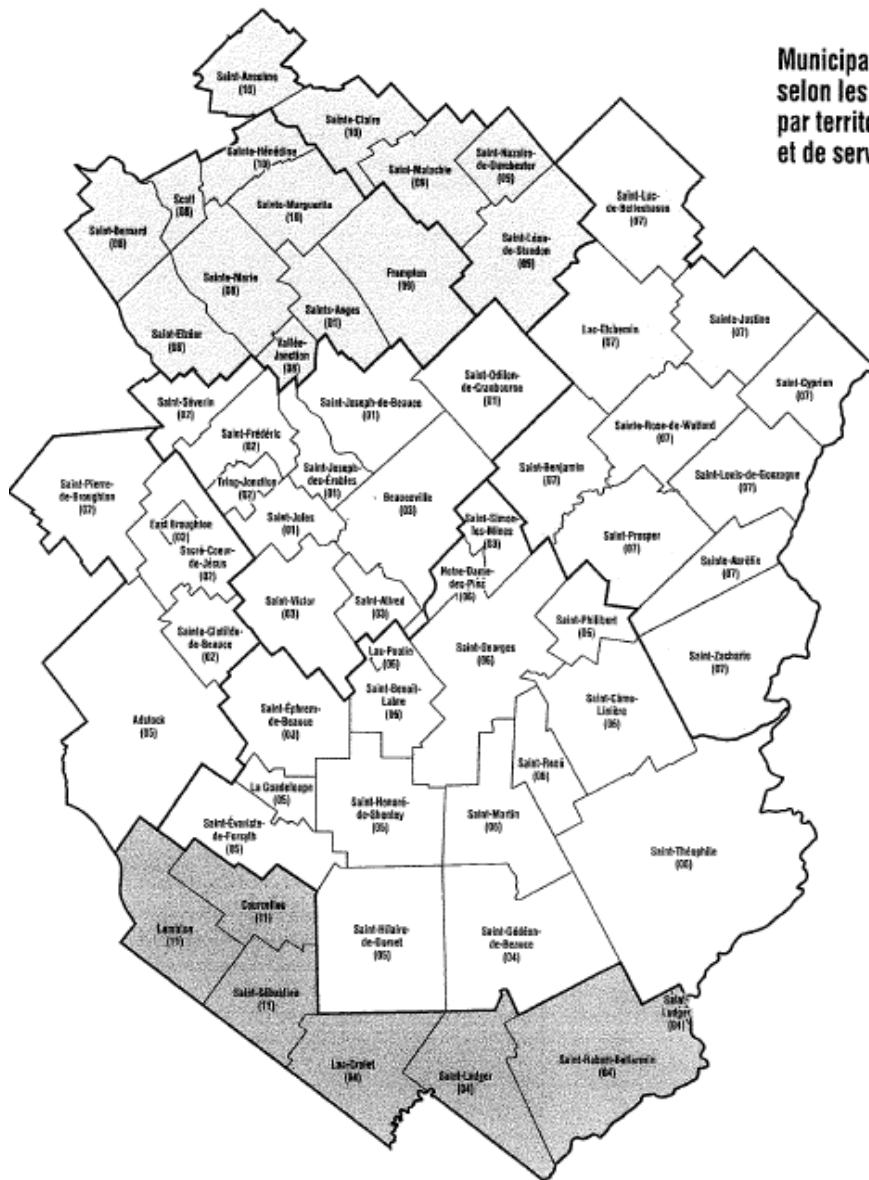 Municipa
selon les
par territo
et de serv
Saint-Anselme
(10)
Sainte-Claire
(10)
Sainte-Hénédine
(10)
Saint-Malachie
(09)
Saint-Nazaire-
de-Dorchester
(09)
Scott
(08)
Sainte-Marguerite
(10)
Saint-Luc-
de-Bellechasse
(07)
Saint-Bernard
(08)
Saint-Léon-
de-Standon
(09)
Sainte-Marie
(08)
Frampton
(09)
Saints-Anges
(01)
Lac-Etchemin
(07)
Sainte-Justine
(07)
Saint-Elzéar
(08)
Vallée-
Jonction
(08)
Saint-Odilon-
de-Cranbourne
(01)
Saint-Cyprien
(07)
Saint-Séverin
(02)
Saint-Joseph-de-Beauce
(01)
Saint-Frédéric
(02)
Sainte-Rose-de-Watford
(07)
Saint-Pierre-
de-Broughton
(02)
Tring-Jonction
(02)
Saint-Joseph-
des-Érables
(01)
Saint-Benjamin
(07)
Saint-Louis-de-Gonzague
(07)
Beauceville
(03)
East Broughton
(02)
Saint-Jules
(01)
Saint-Simon-
les-Mines
(03)
Saint-Prosper
(07)
Sacré-Coeur-
de-Jésus
(02)
Sainte-Aurélie
(07)
Notre-Dame-
des-Pins
(06)
Saint-Victor
(03)
Saint-Alfred
(03)
Saint-Philibert
(06)
Sainte-Clotilde-
de-Beauce
(02)
Lac-Poulin
(06)
Saint-Georges
(06)
Saint-Zacharie
(07)
Saint-Benoît-
Labre
(06)
Saint-Côme-
Linière
(06)
Adstock
(05)
Saint-Éphrem-
de-Beauce
(03)
Saint-René
(06)
La Guadeloupe
(05)
Saint-Honoré-
de-Shenley
(05)
Saint-Martin
(06)
Saint-Évariste-
de-Forsyth
(05)
Saint-Théophile
(06)
Courcelles
(11)
Lambton
(11)
Saint-Hilaire-
de-Dorset
(05)
Saint-Gédéon-
de-Beauce
(04)
Saint-Sébastien
(11)
Saint-
Ludger
(04)
Lac-Drolet
(04)
Saint-Ludger
(04)
Saint-Robert-Bellarmin
(04)